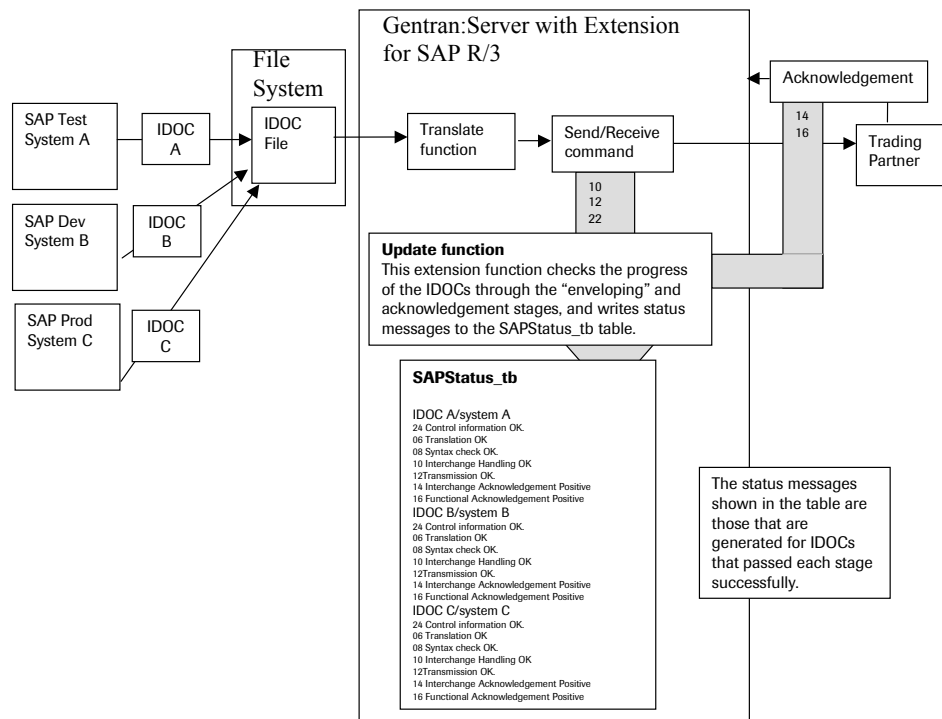 Gentran:Server with Extension
for SAP R/3
File
System
Acknowledgement
SAP Test
System A
IDOC
A
IDOC
File
Translate
function
Send/Receive
command
14
16
Trading
Partner
SAP Dev
System B
IDOC
B
10
12
22
Update function
This extension function checks the progress
of the IDOCs through the “enveloping” and
acknowledgement stages, and writes status
messages to the SAPStatus_tb table.
SAP Prod
System C
IDOC
C
SAPStatus_tb
IDOC A/system A
24 Control information OK.
06 Translation OK
08 Syntax check OK.
10 Interchange Handling OK
12Transmission OK.
14 Interchange Acknowledgement Positive
16 Functional Acknowledgement Positive
IDOC B/system B
24 Control information OK.
06 Translation OK
08 Syntax check OK.
10 Interchange Handling OK
12Transmission OK.
14 Interchange Acknowledgement Positive
16 Functional Acknowledgement Positive
IDOC C/system C
24 Control information OK.
06 Translation OK
08 Syntax check OK.
10 Interchange Handling OK
12Transmission OK.
14 Interchange Acknowledgement Positive
16 Functional Acknowledgement Positive
The status messages
shown in the table are
those that are
generated for IDOCs
that passed each stage
successfully.